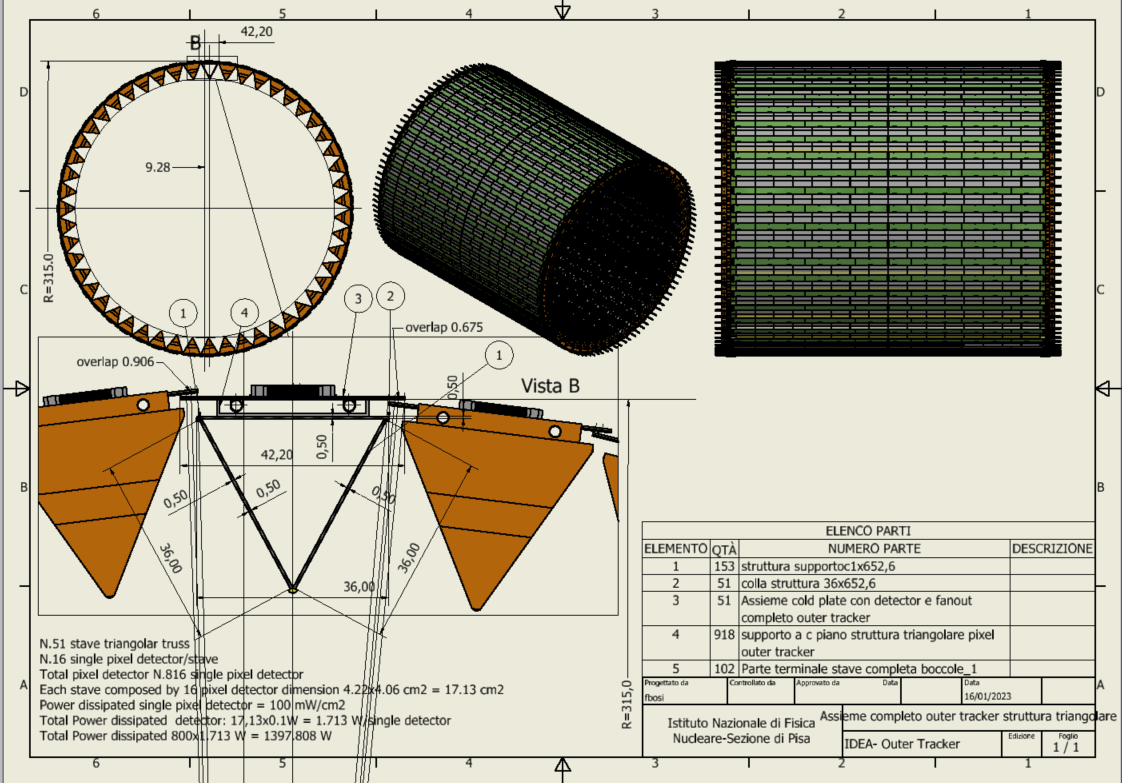 6 5 4 3 2 1
B
42,20
D
D
9.28
R=315.0
C
C
1
4
3
2
overlap 0.675
1
overlap 0.906
0,50
Vista B
0,50
42,20
0,50
0,50
0,50
B
B
36,00
36,00
36,00
ELENCO PARTI
ELEMENTO QTÀ NUMERO PARTE DESCRIZIONE
1 153 struttura supportoc1x652,6
2 51 colla struttura 36x652,6
3 51 Assieme cold plate con detector e fanout
completo outer tracker
4 918 supporto a c piano struttura triangolare pixel
outer tracker
5 102 Parte terminale stave completa boccole_1
N.51 stave triangolar truss
N.16 single pixel detector/stave
Total pixel detector N.816 single pixel detector
Each stave composed by 16 pixel detector dimension 4.22x4.06 cm2 = 17.13 cm2
Power dissipated single pixel detector = 100 mW/cm2
Total Power dissipated detector: 17,13x0.1W = 1.713 W/single detector
Total Power dissipated 800x1.713 W = 1397.808 W
A
A
R=315,0
Progettato da
fbosi
Controllato da
Approvato da
Data
Data
16/01/2023
Istituto Nazionale di Fisica
Nucleare-Sezione di Pisa
Assieme completo outer tracker struttura triangolare
IDEA- Outer Tracker
Edizione
Foglio
1 / 1
6 5 4 3 2 1